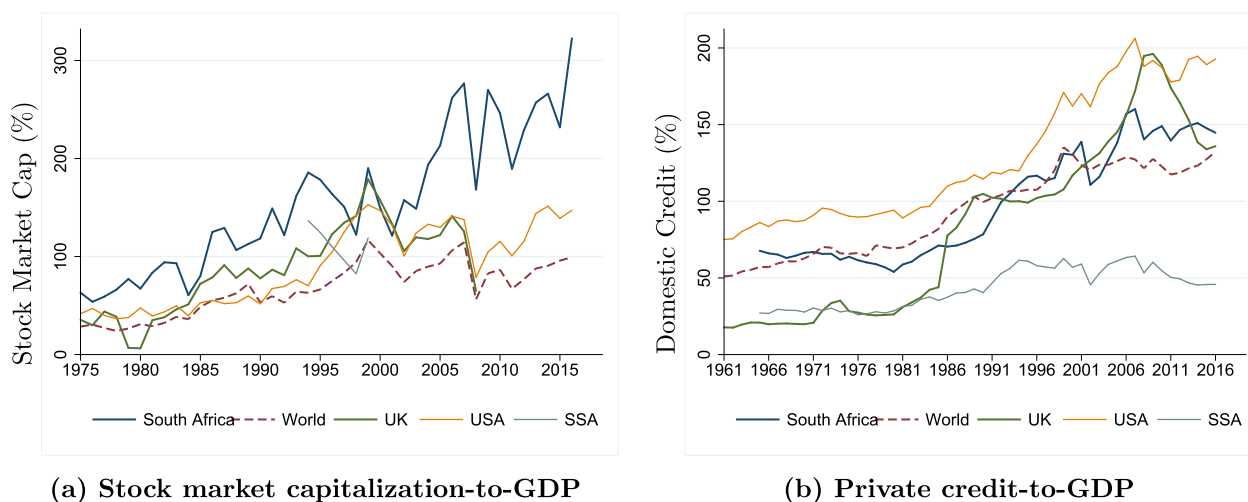 Stock Market Cap (%)
0 100 200 300
1975 1980 1985 1990 1995 2000 2005 2010 2015
South Africa World UK USA SSA
(a) Stock market capitalization-to-GDP
Domestic Credit (%)
0 50 100 150 200
1961 1966 1971 1976 1981 1986 1991 1996 2001 2006 2011 2016
South Africa World UK USA SSA
(b) Private credit-to-GDP